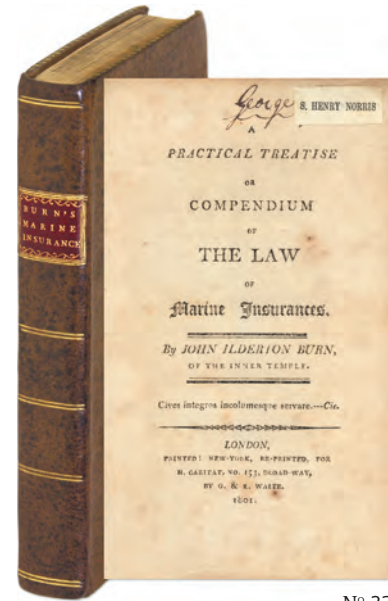 BURN'S
MARINE
INSURANCE
George S. HENRY NORRIS
A
PRACTICAL TREATISE
OR
COMPENDIUM
OF
THE LAW
OF
Marine Insurances.
By JOHN ILDERTON BURN,
OF THE INNER TEMPLE.
Cives integros incolumesque servare.—Cic.
LONDON,
PRINTED: NEW-YORK, RE-PRINTED, FOR
H. CARITAT, NO. 153, BROAD-WAY,
BY G. & R. WAITE.
1801.